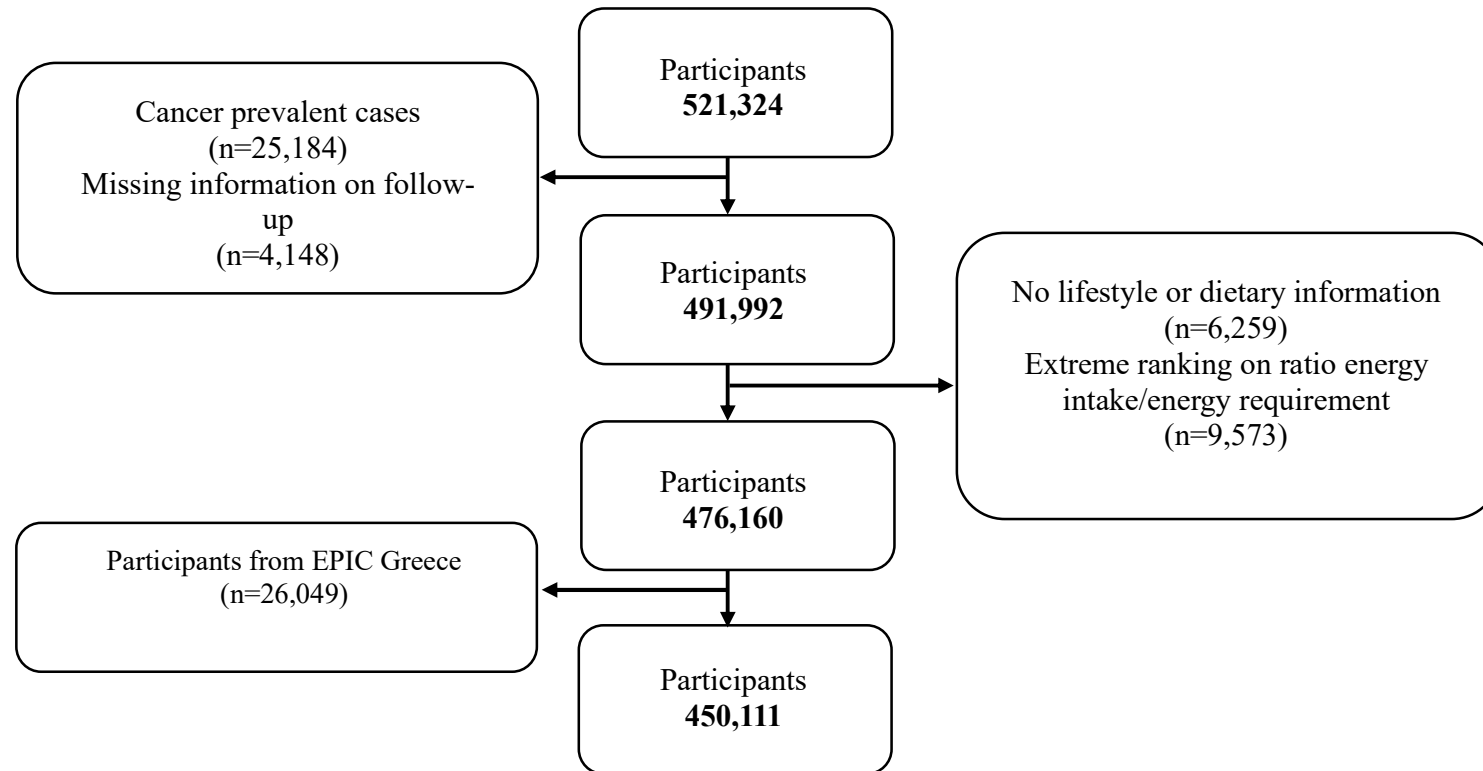 Participants
521,324
Cancer prevalent cases
(n=25,184)
Missing information on follow-
up
(n=4,148)
Participants
491,992
No lifestyle or dietary information
(n=6,259)
Extreme ranking on ratio energy
intake/energy requirement
(n=9,573)
Participants
476,160
Participants from EPIC Greece
(n=26,049)
Participants
450,111